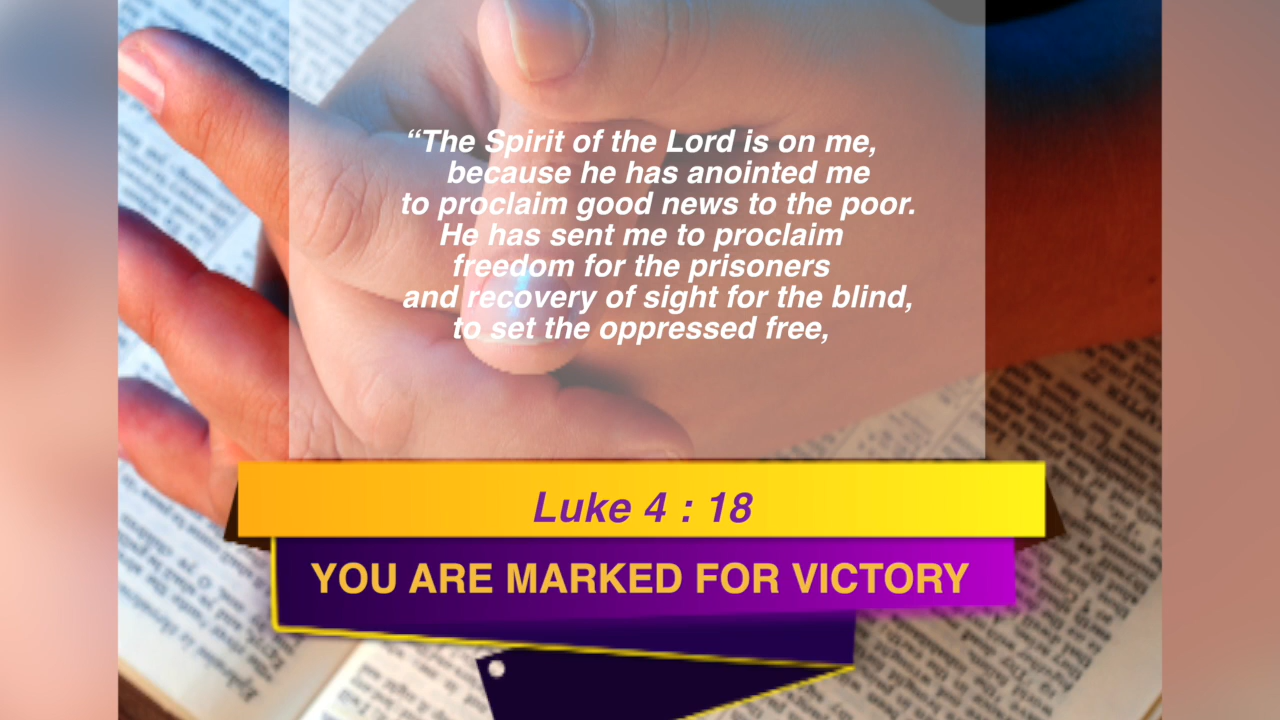 “The Spirit of the Lord is on me,
because he has anointed me
to proclaim good news to the poor.
He has sent me to proclaim
freedom for the prisoners
and recovery of sight for the blind,
to set the oppressed free,
Luke 4 : 18
YOU ARE MARKED FOR VICTORY